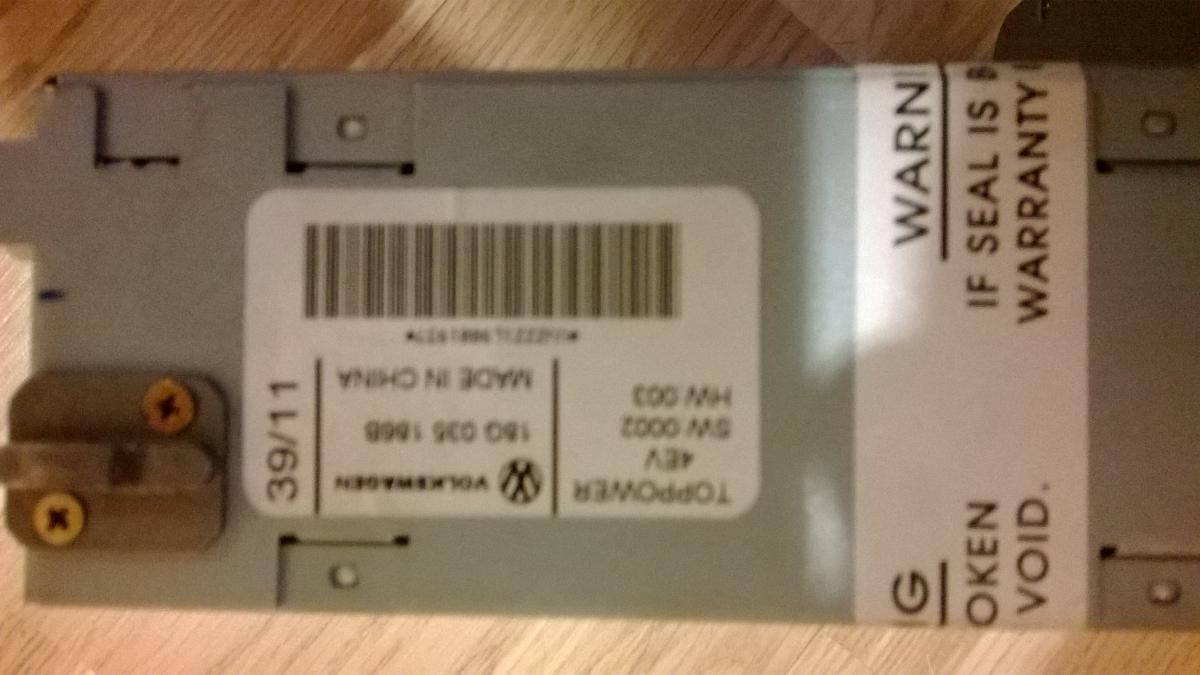 TOPPOWER
4EV
SW:0002
HW:003
VOLKSWAGEN
18G 035 186B
MADE IN CHINA
39/11
WARN
IF SEAL IS B
WARRANTY
G
OKEN
VOID.